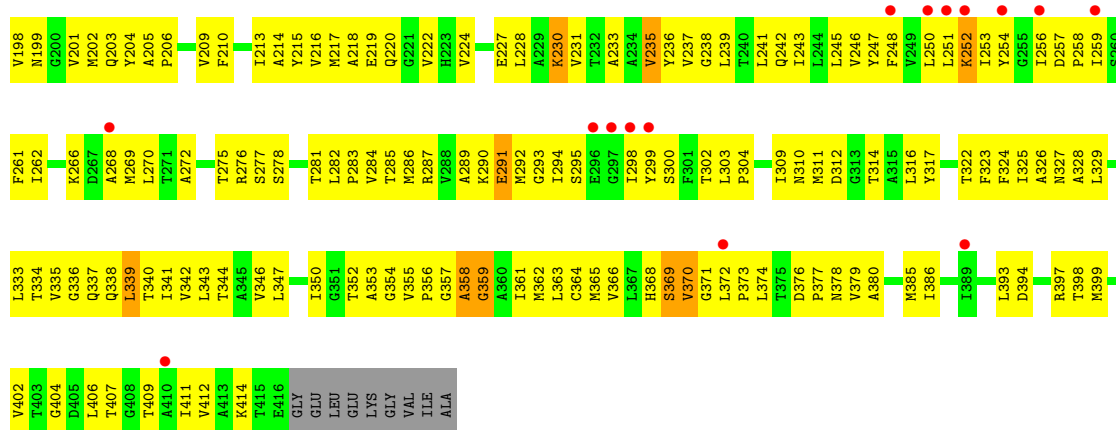 V198 N199 G200 V201 M202 Q203 Y204 A205 P206 V209 F210 I213 A214 Y215 V216 M217 A218 E219 Q220 G221 V222 H223 V224 E227 L228 A229 K230 V231 T232 A233 A234 V235 Y236 V237 G238 L239 T240 L241 Q242 I243 L244 L245 V246 Y247 F248 V249 L250 L251 K252 I253 Y254 G255 I256 D257 P258 I259 S260
F261 I262 K266 D267 A268 M269 L270 T271 A272 T275 R276 S277 S278 T281 L282 P283 V284 T285 M286 R287 V288 A289 K290 E291 M292 G293 I294 S295 E296 G297 I298 Y299 S300 F301 T302 L303 P304 I309 N310 M311 D312 G313 T314 A315 L316 Y317 T322 F323 F324 I325 A326 N327 A328 L329
L333 T334 V335 G336 Q337 Q338 L339 T340 I341 V342 L343 T344 A345 V346 L347 I350 G351 T352 A353 G354 V355 P356 G357 A358 G359 A360 I361 M362 L363 C364 M365 V366 L367 H368 S369 V370 G371 L372 P373 L374 T375 D376 P377 N378 V379 A380 M385 I386 I389 L393 D394 R397 T398 M399
V402 T403 G404 D405 L406 T407 G408 T409 A410 I411 V412 A413 K414 T415 E416 GLY GLU LEU GLU LYS GLY VAL ILE ALA